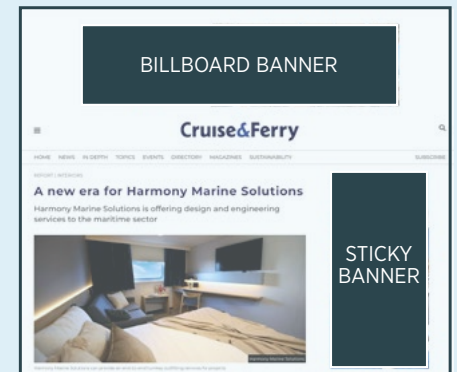 BILLBOARD BANNER
Cruise&Ferry
HOME NEWS IN DEPTH TOPICS EVENTS DIRECTORY MAGAZINES SUSTAINABILITY SUBSCRIBE
REPORT | INTERIORS
A new era for Harmony Marine Solutions
Harmony Marine Solutions is offering design and engineering
services to the maritime sector
STICKY
BANNER
Harmony Marine Solutions